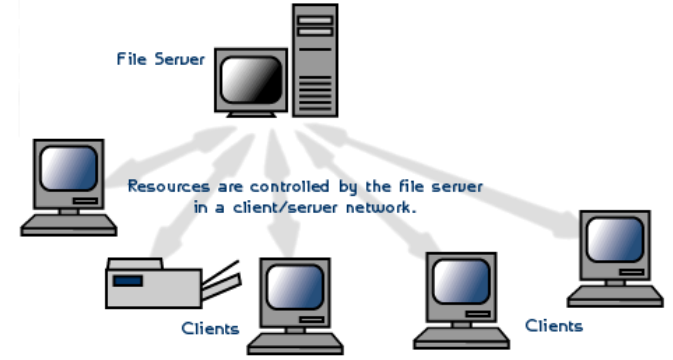 File Server
Resources are controlled by the file server
in a client/server network.
Clients
Clients